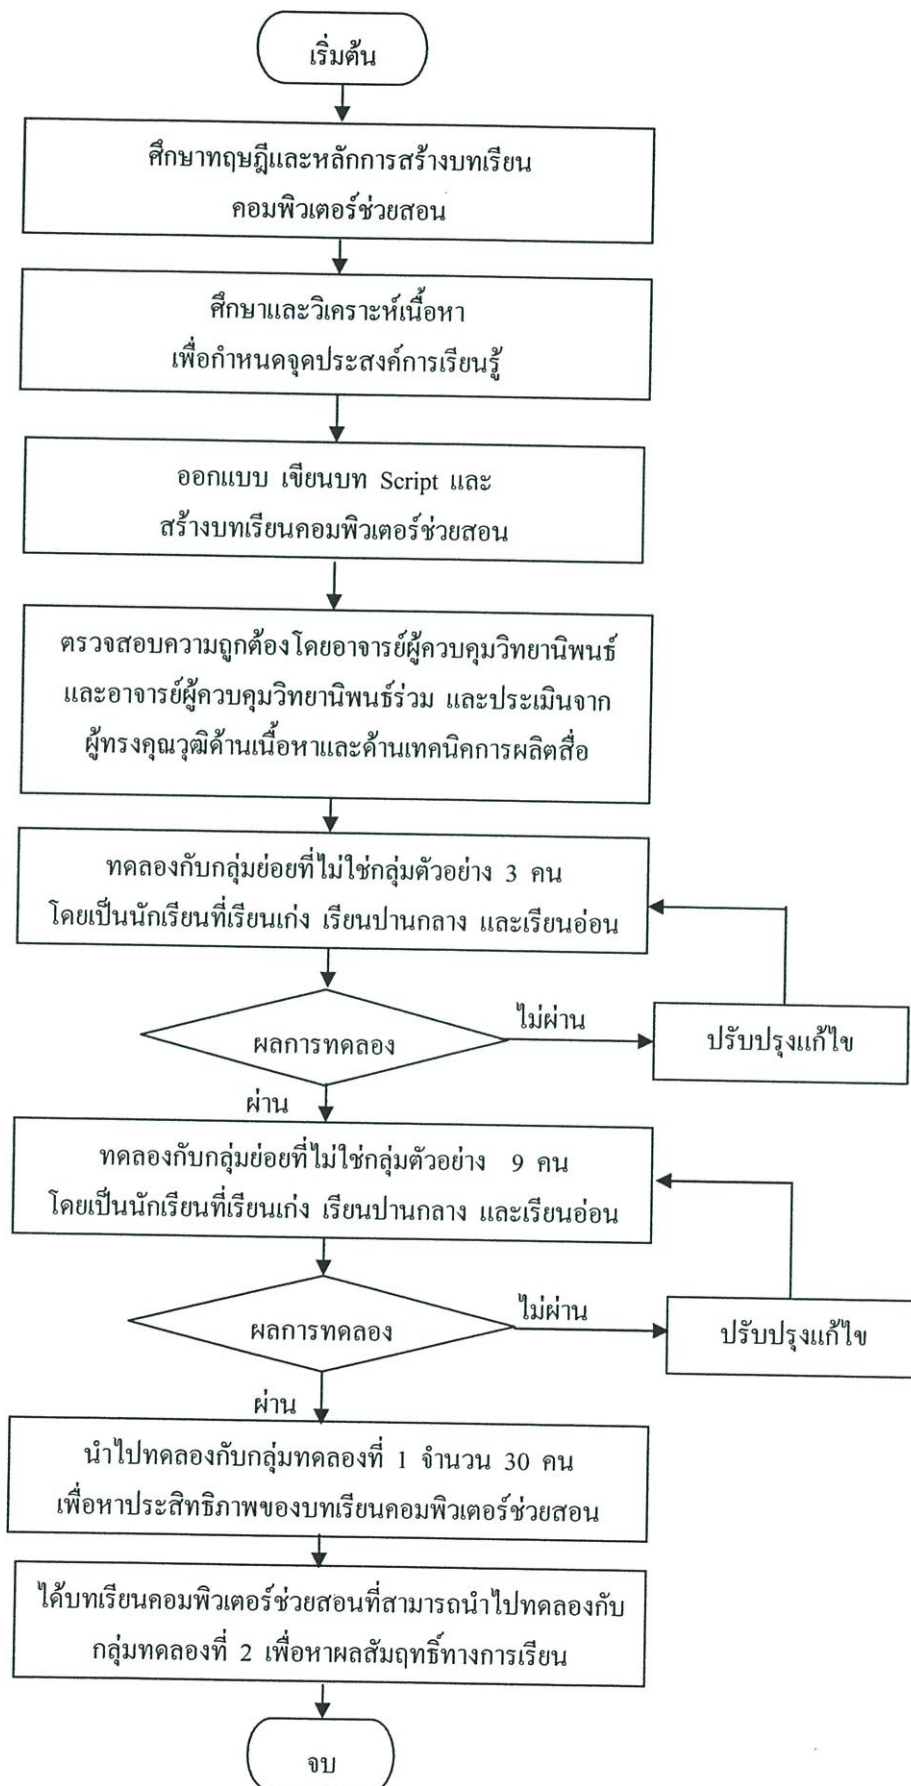 เริ่มต้น
ศึกษาทฤษฎีและหลักการสร้างบทเรียน
คอมพิวเตอร์ช่วยสอน
ศึกษาและวิเคราะห์เนื้อหา
เพื่อกำหนดจุดประสงค์การเรียนรู้
ออกแบบ เขียนบท Script และ
สร้างบทเรียนคอมพิวเตอร์ช่วยสอน
ตรวจสอบความถูกต้องโดยอาจารย์ผู้ควบคุมวิทยานิพนธ์
และอาจารย์ผู้ควบคุมวิทยานิพนธ์ร่วม และประเมินจาก
ผู้ทรงคุณวุฒิด้านเนื้อหาและด้านเทคนิคการผลิตสื่อ
ทดลองกับกลุ่มย่อยที่ไม่ใช่กลุ่มตัวอย่าง 3 คน
โดยเป็นนักเรียนที่เรียนเก่ง เรียนปานกลาง และเรียนอ่อน
ผลการทดลอง
ไม่ผ่าน
ปรับปรุงแก้ไข
ผ่าน
ทดลองกับกลุ่มย่อยที่ไม่ใช่กลุ่มตัวอย่าง 9 คน
โดยเป็นนักเรียนที่เรียนเก่ง เรียนปานกลาง และเรียนอ่อน
ผลการทดลอง
ไม่ผ่าน
ปรับปรุงแก้ไข
ผ่าน
นำไปทดลองกับกลุ่มทดลองที่ 1 จำนวน 30 คน
เพื่อหาประสิทธิภาพของบทเรียนคอมพิวเตอร์ช่วยสอน
ได้บทเรียนคอมพิวเตอร์ช่วยสอนที่สามารถนำไปทดลองกับ
กลุ่มทดลองที่ 2 เพื่อหาผลสัมฤทธิ์ทางการเรียน
จบ